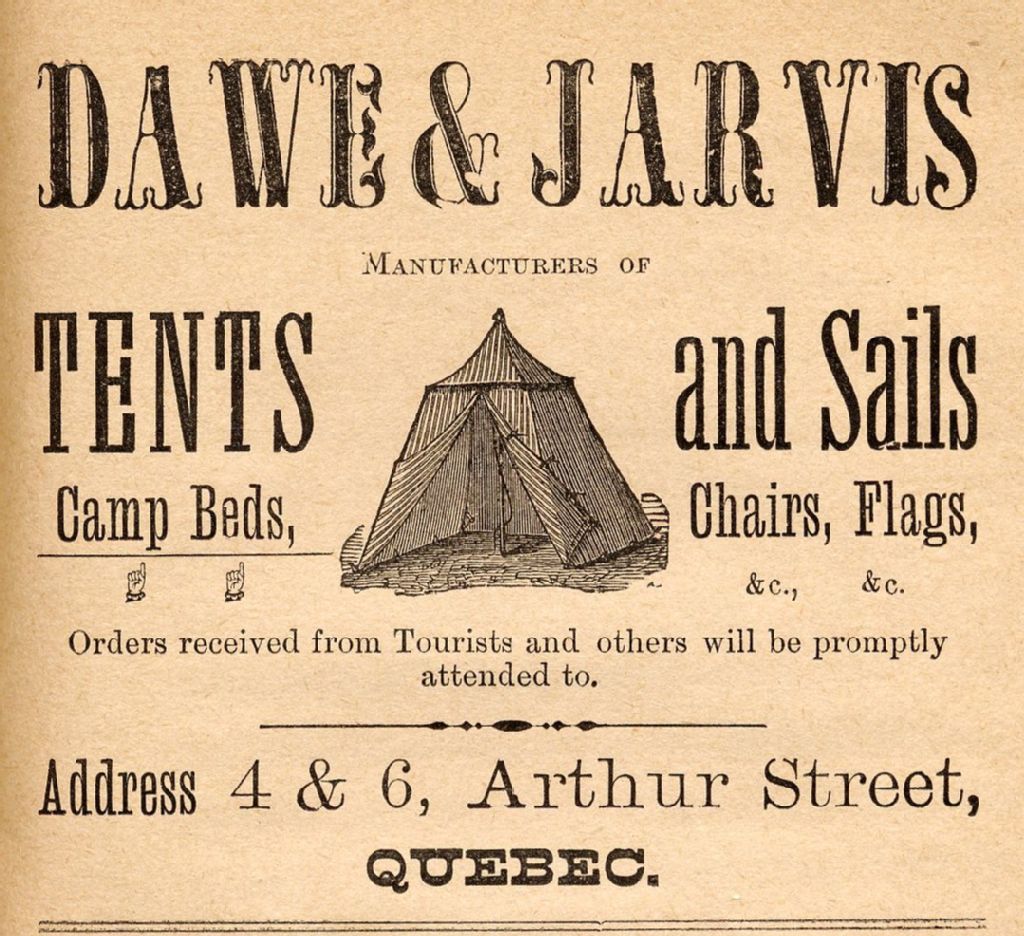 DAWE & JARVIS
MANUFACTURERS OF
TENTS and Sails
Camp Beds, Chairs, Flags,
&c., &c.
Orders received from Tourists and others will be promptly
attended to.
Address 4 & 6, Arthur Street,
QUEBEC.